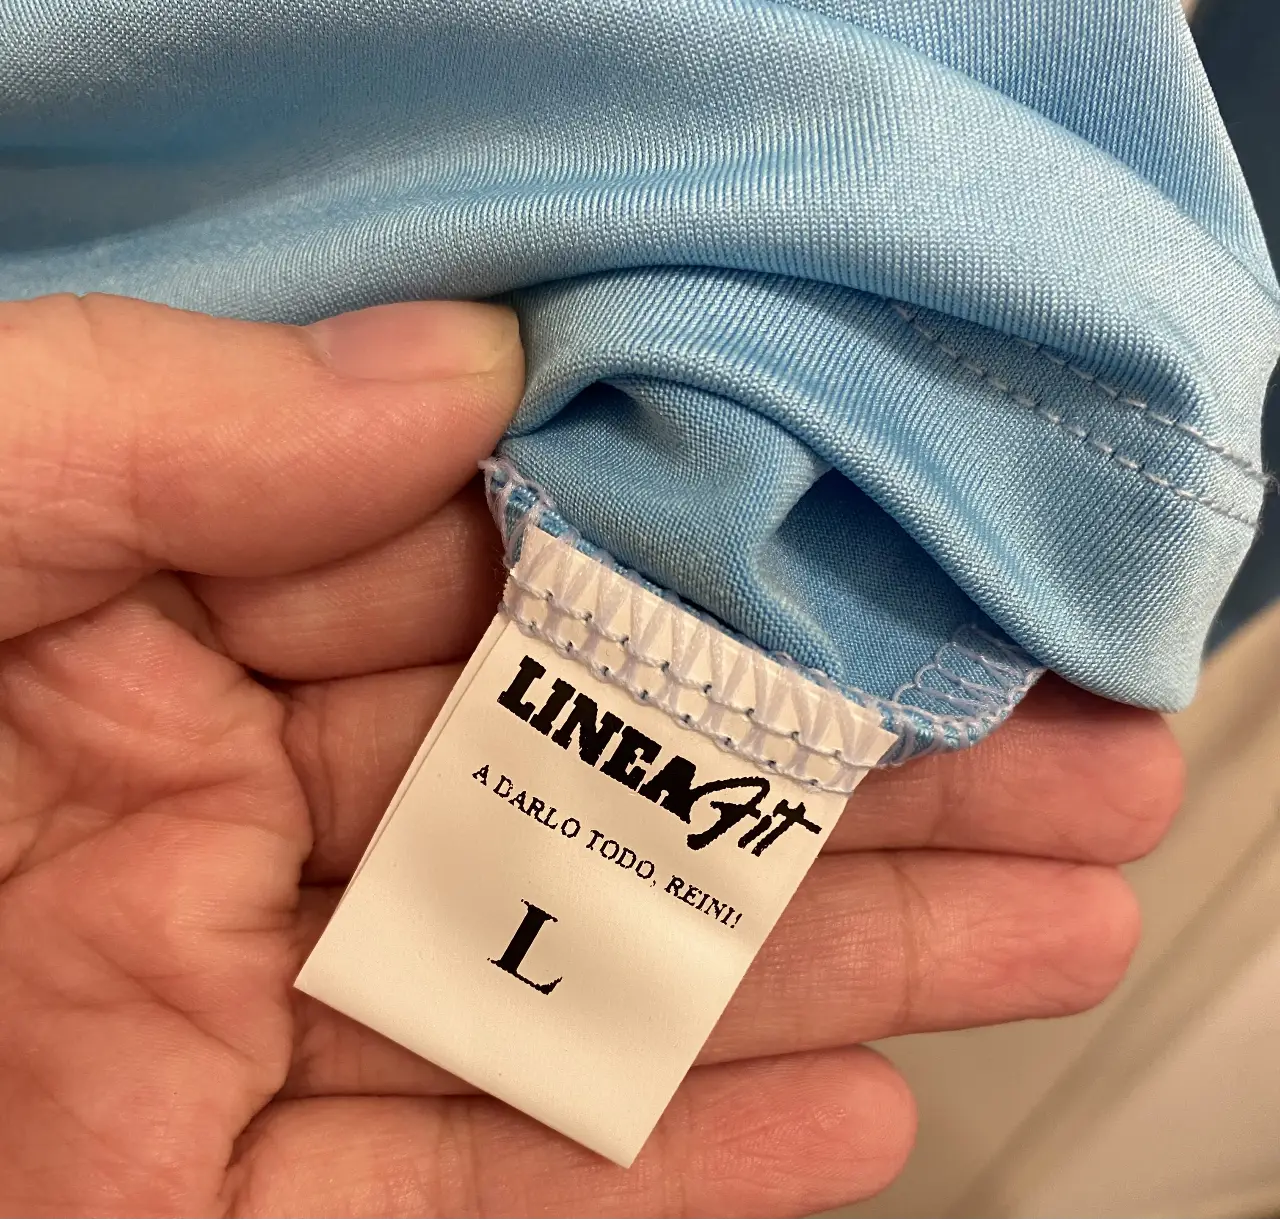 LINEAFit
A DARLO TODO, REINI!
L